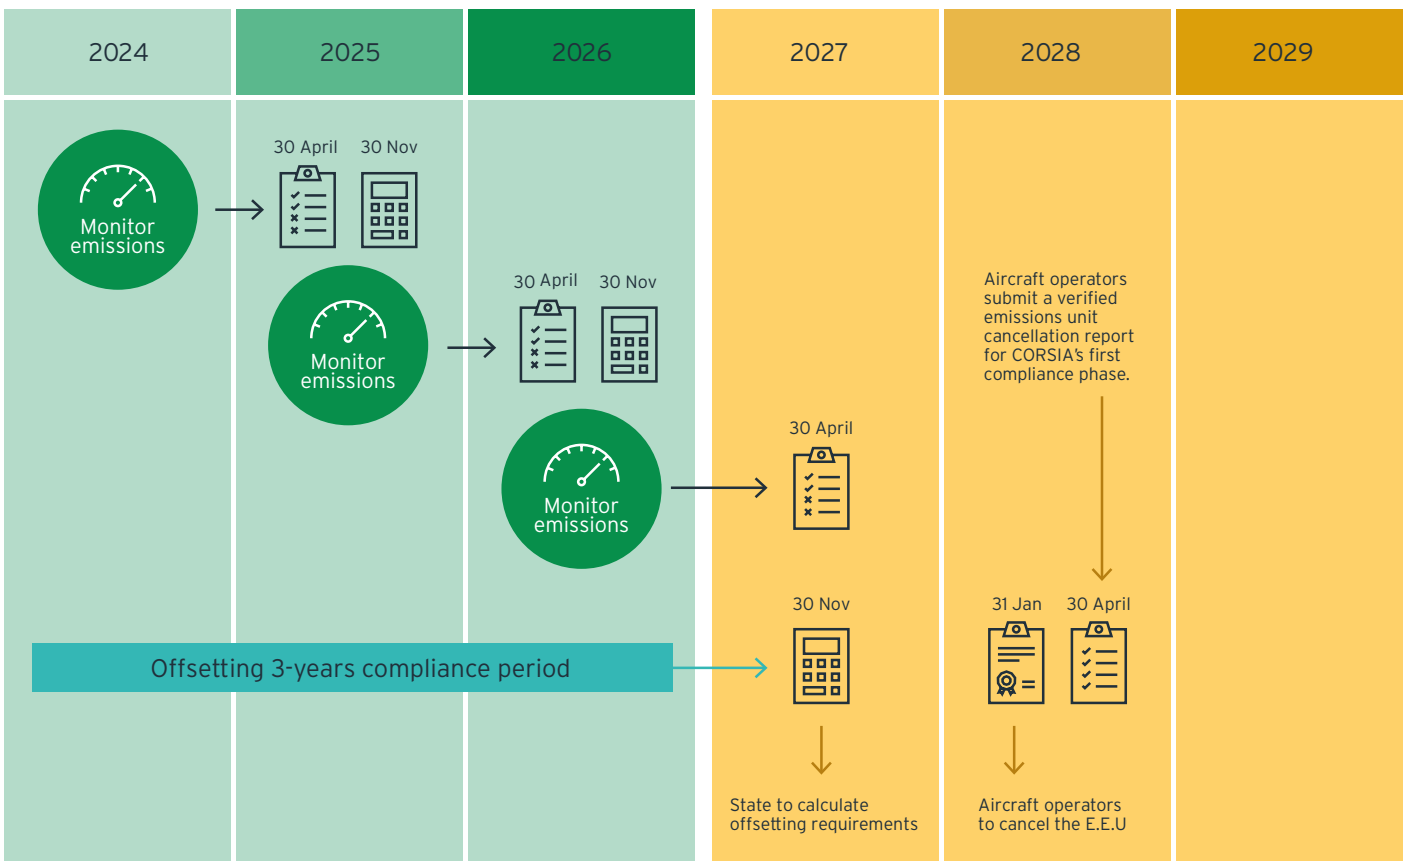 2024
2025
2026
2027
2028
2029
Monitor
emissions
30 April
30 Nov
Monitor
emissions
30 April
30 Nov
Monitor
emissions
30 April
Aircraft operators
submit a verified
emissions unit
cancellation report
for CORSIA's first
compliance phase.
Offsetting 3-years compliance period
30 Nov
31 Jan
30 April
State to calculate
offsetting requirements
Aircraft operators
to cancel the E.E.U